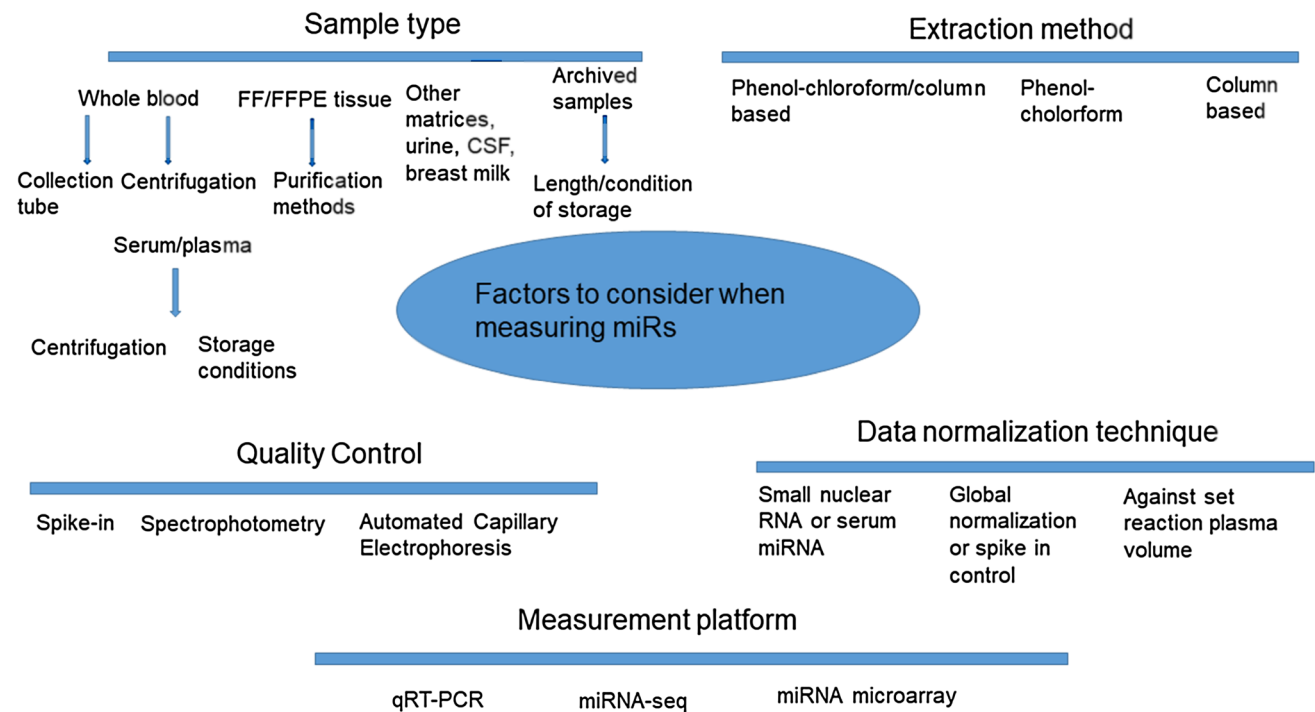 Sample type
Whole blood
FF/FFPE tissue
Other
matrices,
urine, CSF,
breast milk
Archived
samples
Collection
tube
Centrifugation
Purification
methods
Length/condition
of storage
Serum/plasma
Centrifugation
Storage
conditions
Extraction method
Phenol-chloroform/column
based
Phenol-
cholorform
Column
based
Factors to consider when
measuring miRs
Quality Control
Spike-in
Spectrophotometry
Automated Capillary
Electrophoresis
Data normalization technique
Small nuclear
RNA or serum
miRNA
Global
normalization
or spike in
control
Against set
reaction plasma
volume
Measurement platform
qRT-PCR
miRNA-seq
miRNA microarray